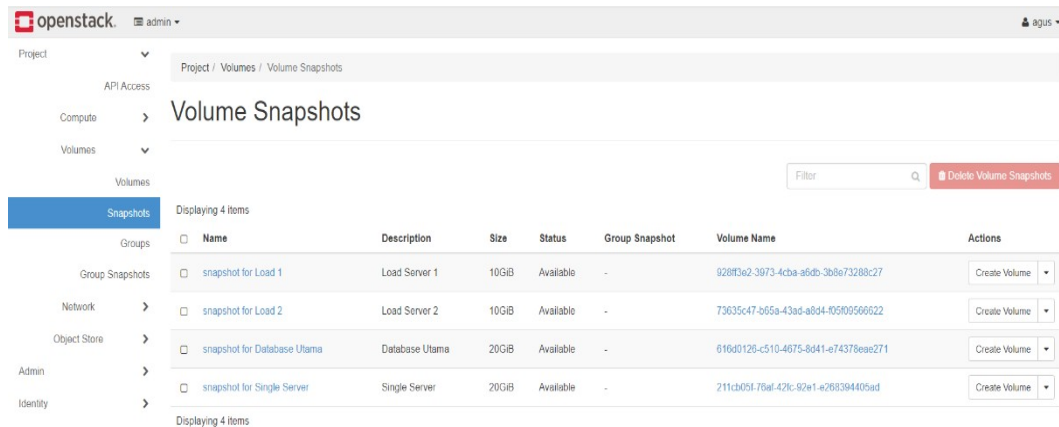 openstack. admin
agus
Project
API Access
Compute
Volumes
Volumes
Snapshots
Groups
Group Snapshots
Network
Object Store
Admin
Identity
Project / Volumes / Volume Snapshots
Volume Snapshots
Filter Delete Volume Snapshots
Displaying 4 items
Name Description Size Status Group Snapshot Volume Name Actions
snapshot for Load 1 Load Server 1 10GiB Available - 928ff3e2-3973-4cba-a6db-3b8e73288c27 Create Volume
snapshot for Load 2 Load Server 2 10GiB Available - 73635c47-b65a-43ad-a8d4-f05f09566622 Create Volume
snapshot for Database Utama Database Utama 20GiB Available - 616d0126-c510-4675-8d41-e74378eae271 Create Volume
snapshot for Single Server Single Server 20GiB Available - 211cb05f-76af-42fc-92e1-e268394405ad Create Volume
Displaying 4 items